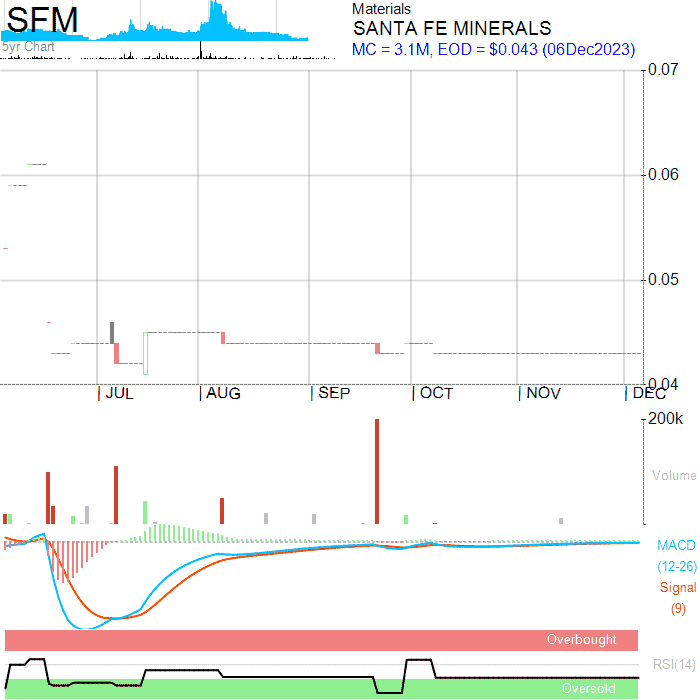 SFM
5yr Chart
Materials
SANTA FE MINERALS
MC = 3.1M, EOD = $0.043 (06Dec2023)
0.07
0.06
0.05
0.04
JUL
AUG
SEP
OCT
NOV
DEC
200k
Volume
MACD
(12-26)
Signal
(9)
Overbought
RSI(14)
Oversold